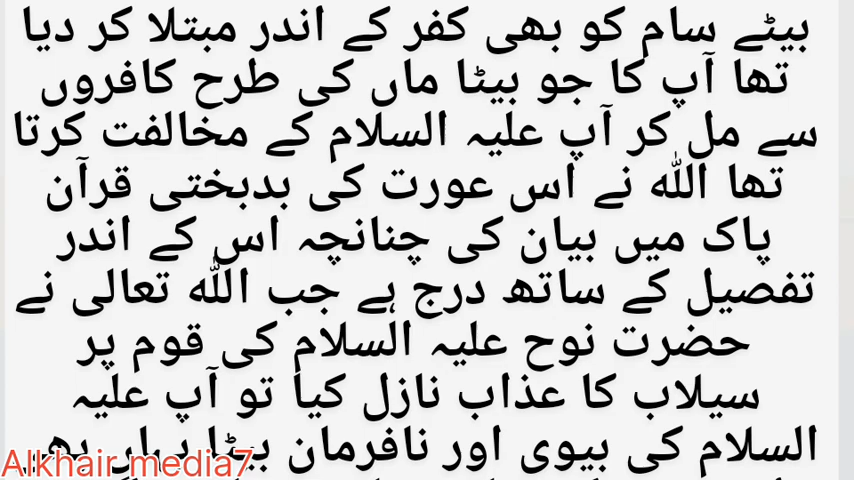 بیٹے سام کو بھی کفر کے اندر مبتلا کر دیا
تھا آپ کا جو بیٹا ماں کی طرح کافروں
سے مل کر آپ علیہ السلام کے مخالفت کرتا
تھا اللہ نے اس عورت کی بدبختی قرآن
پاک میں بیان کی چنانچہ اس کے اندر
تفصیل کے ساتھ درج ہے جب اللہ تعالی نے
حضرت نوح علیہ السلام کی قوم پر
سیلاب کا عذاب نازل کیا تو آپ علیہ
السلام کی بیوی اور نافرمان بیٹا یہاں بھی
Alkhair media7